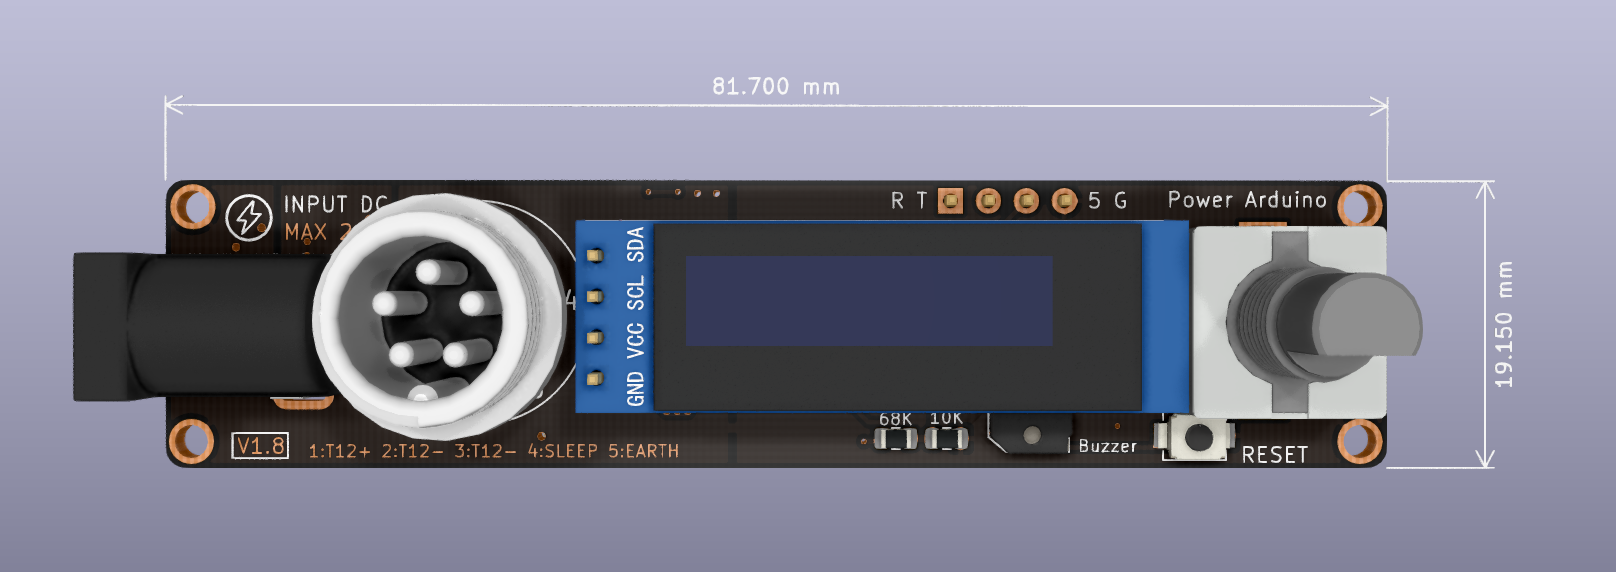 81.700 mm
INPUT DC
MAX 2
R T
5 G
Power Arduino
SDA
SCL
VCC
GND
4
19.150 mm
68K
10K
Buzzer
V1.8
1:T12+ 2:T12- 3:T12- 4:SLEEP 5:EARTH
RESET